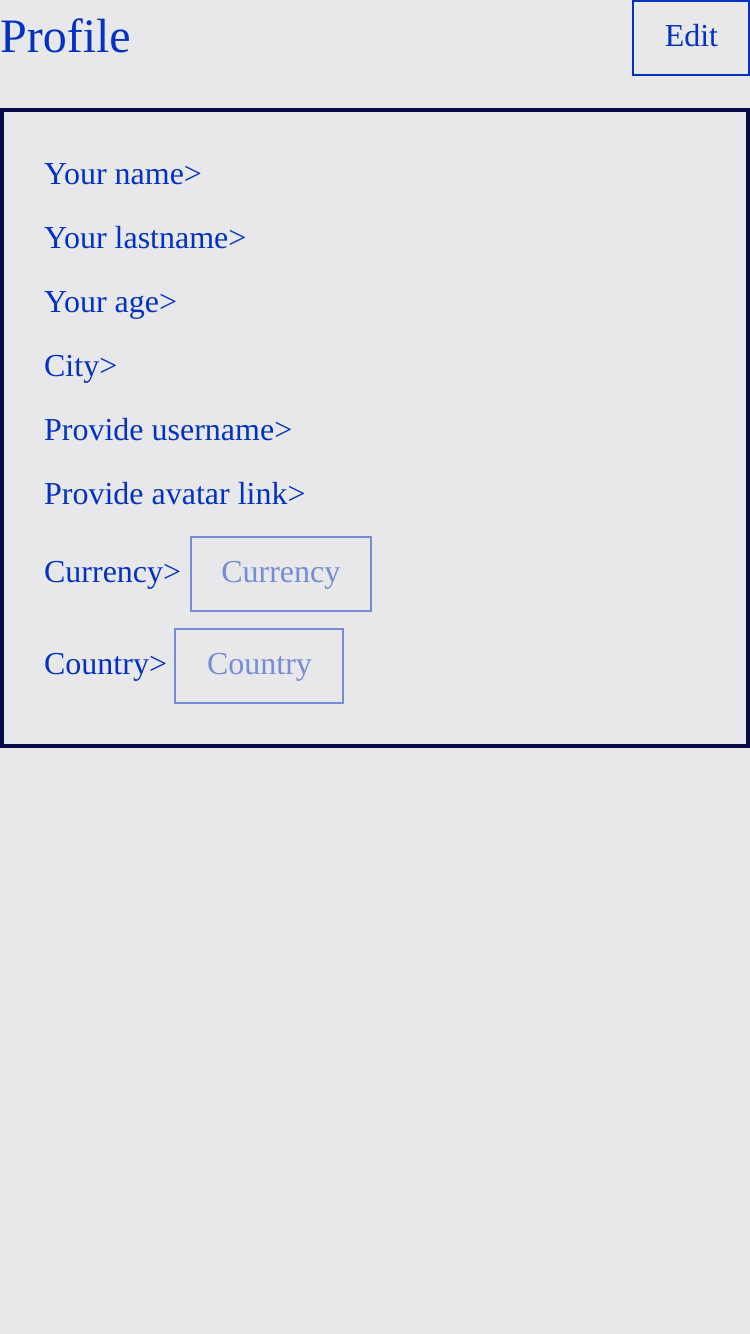 Profile
Edit
Your name>
Your lastname>
Your age>
City>
Provide username>
Provide avatar link>
Currency> Currency
Country> Country